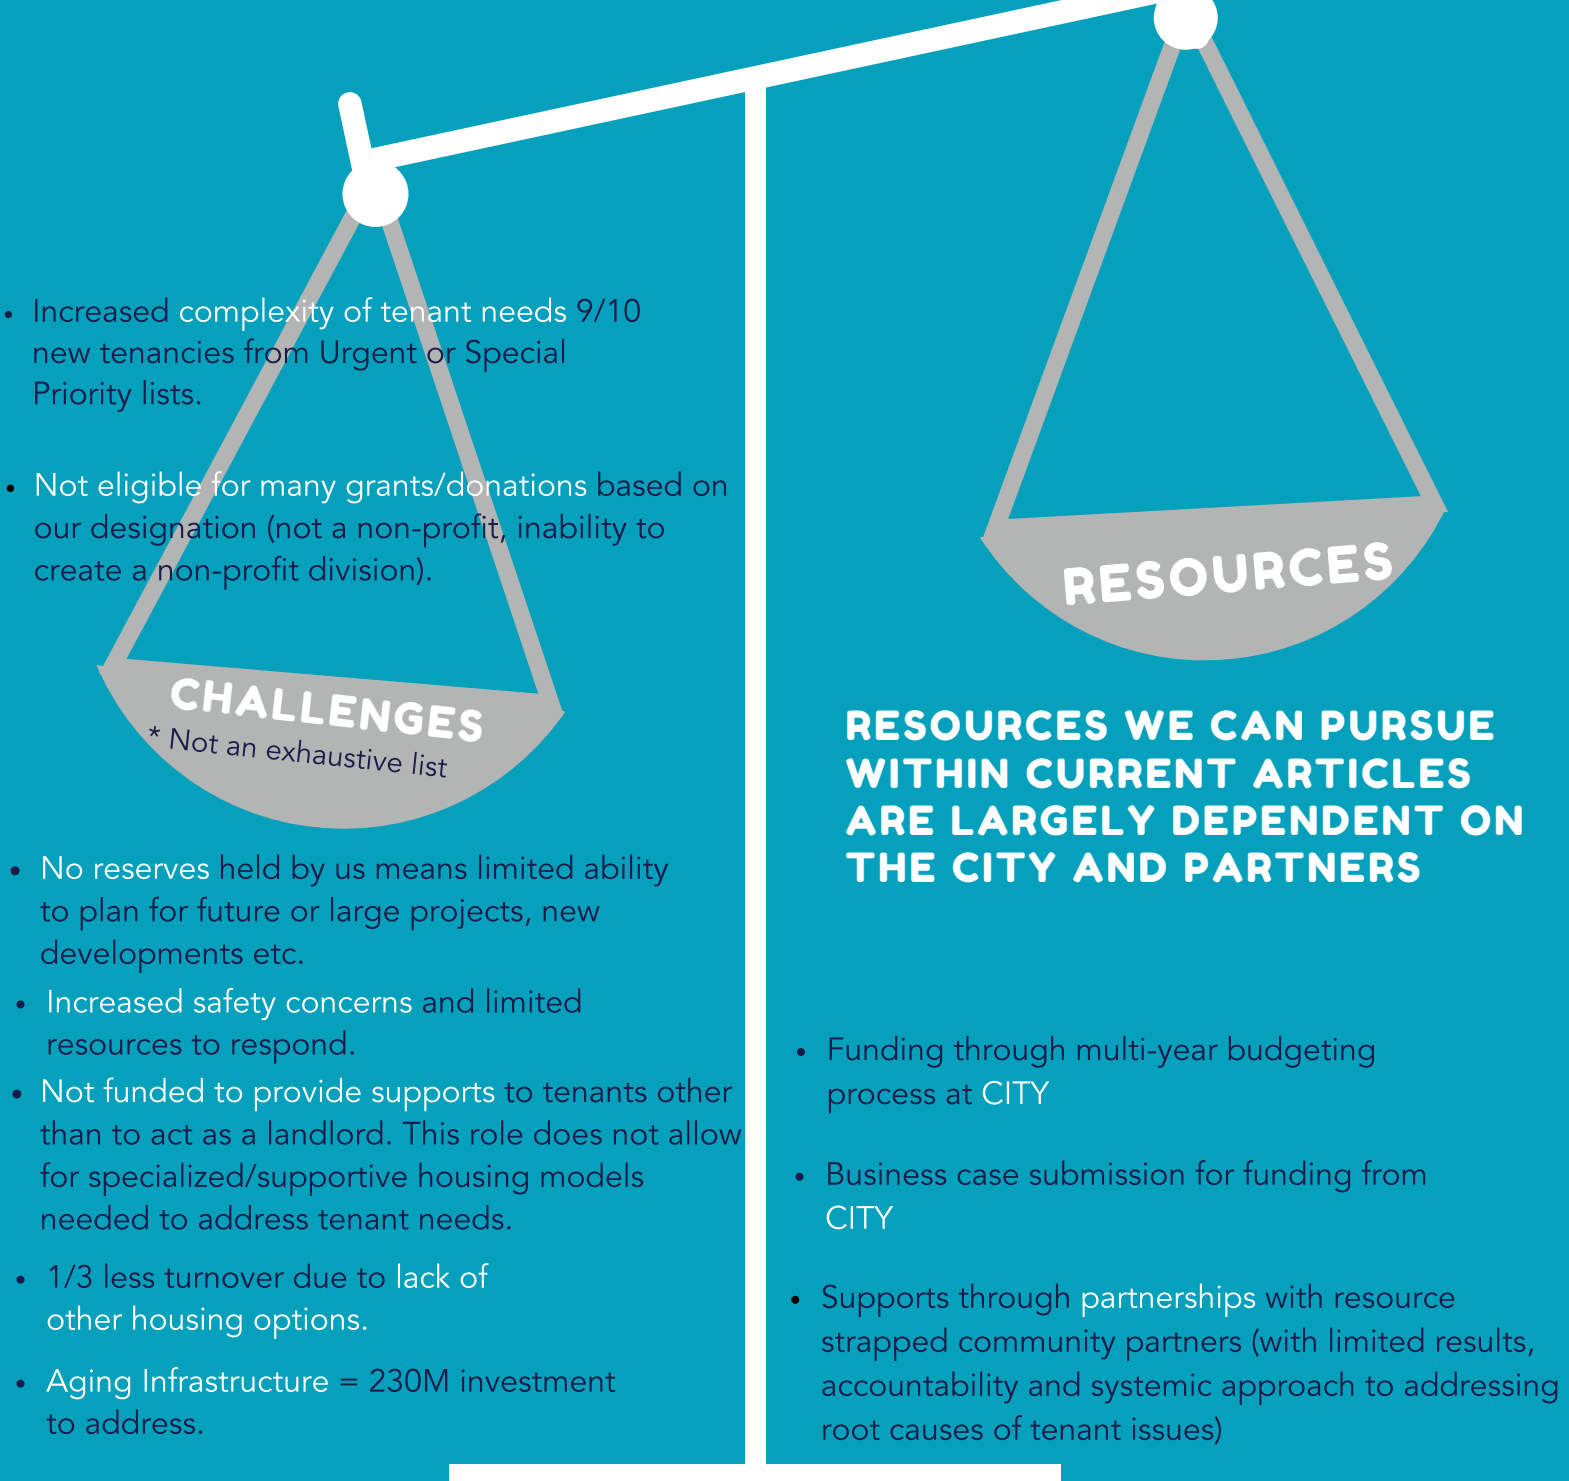 • Increased complexity of tenant needs 9/10
new tenancies from Urgent or Special
Priority lists.
• Not eligible for many grants/donations based on
our designation (not a non-profit, inability to
create a non-profit division).
CHALLENGES
* Not an exhaustive list
• No reserves held by us means limited ability
to plan for future or large projects, new
developments etc.
• Increased safety concerns and limited
resources to respond.
• Not funded to provide supports to tenants other
than to act as a landlord. This role does not allow
for specialized/supportive housing models
needed to address tenant needs.
• 1/3 less turnover due to lack of
other housing options.
• Aging Infrastructure = 230M investment
to address.
RESOURCES
RESOURCES WE CAN PURSUE
WITHIN CURRENT ARTICLES
ARE LARGELY DEPENDENT ON
THE CITY AND PARTNERS
• Funding through multi-year budgeting
process at CITY
• Business case submission for funding from
CITY
• Supports through partnerships with resource
strapped community partners (with limited results,
accountability and systemic approach to addressing
root causes of tenant issues)